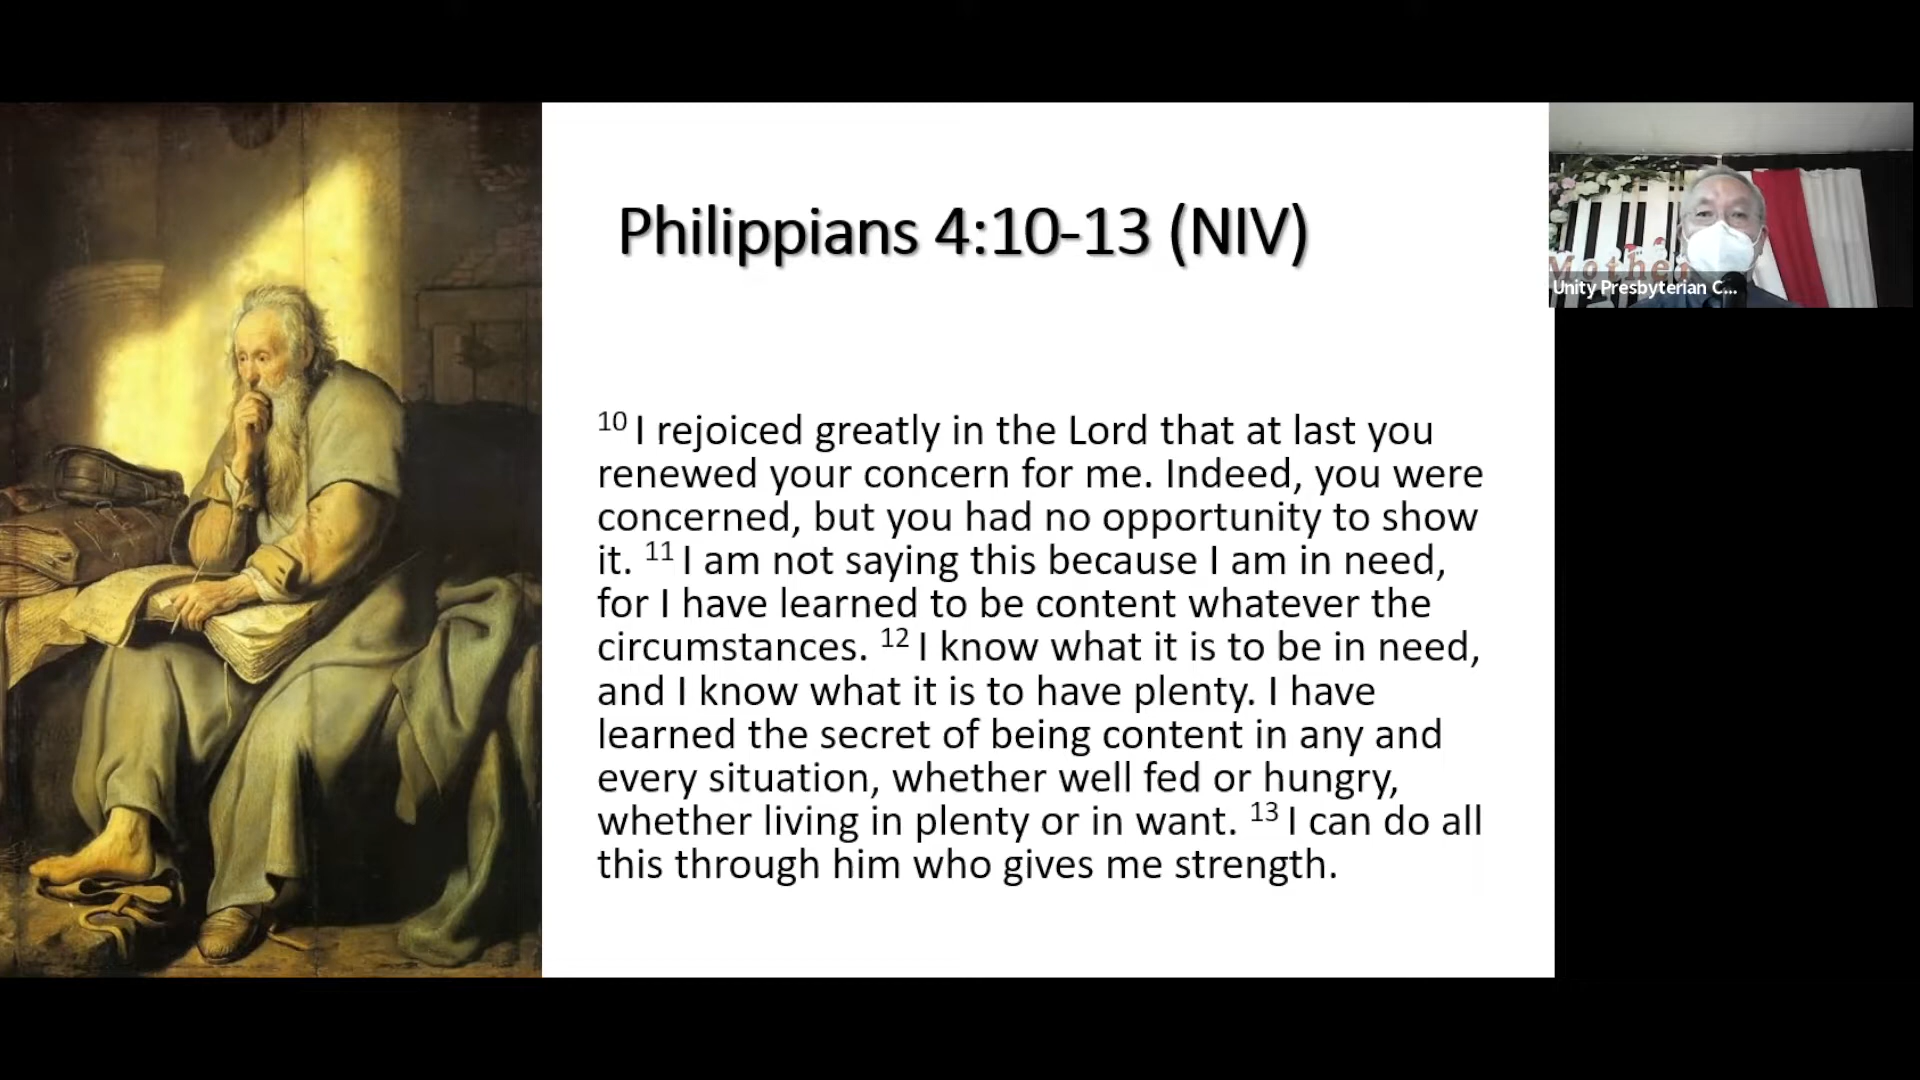 Philippians 4:10-13 (NIV)
10 I rejoiced greatly in the Lord that at last you
renewed your concern for me. Indeed, you were
concerned, but you had no opportunity to show
it. 11 I am not saying this because I am in need,
for I have learned to be content whatever the
circumstances. 12 I know what it is to be in need,
and I know what it is to have plenty. I have
learned the secret of being content in any and
every situation, whether well fed or hungry,
whether living in plenty or in want. 13 I can do all
this through him who gives me strength.
Mother
Unity Presbyterian C...